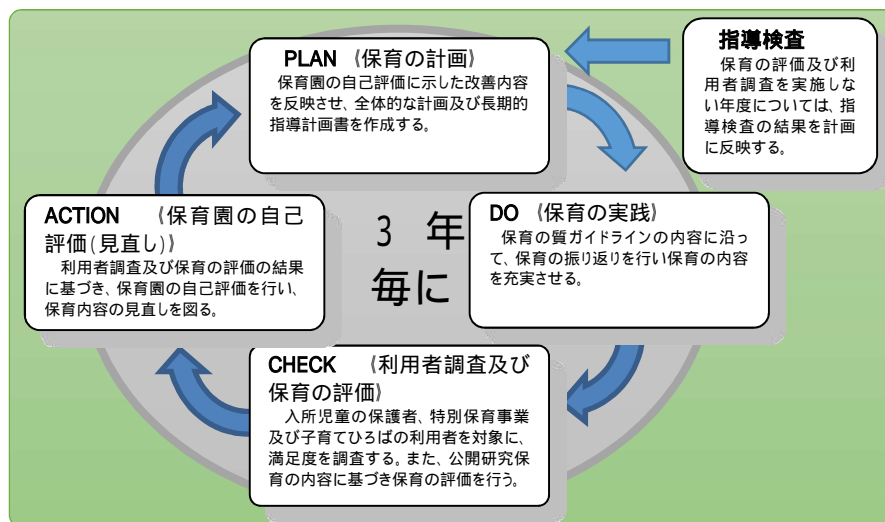 PLAN (保育の計画)
保育園の自己評価に示した改善内容
を反映させ、全体的な計画及び長期的
指導計画書を作成する。
指導検査
保育の評価及び利
用者調査を実施しな
い年度については、指
導検査の結果を計画
に反映する。
ACTION (保育園の自己
評価(見直し))
利用者調査及び保育の評価の結果
に基づき、保育園の自己評価を行い、
保育内容の見直しを図る。
3 年
毎に
DO (保育の実践)
保育の質ガイドラインの内容に沿っ
て、保育の振り返りを行い保育の内容
を充実させる。
CHECK (利用者調査及び
保育の評価)
入所児童の保護者、特別保育事業
及び子育てひろばの利用者を対象に、
満足度を調査する。また、公開研究保
育の内容に基づき保育の評価を行う。